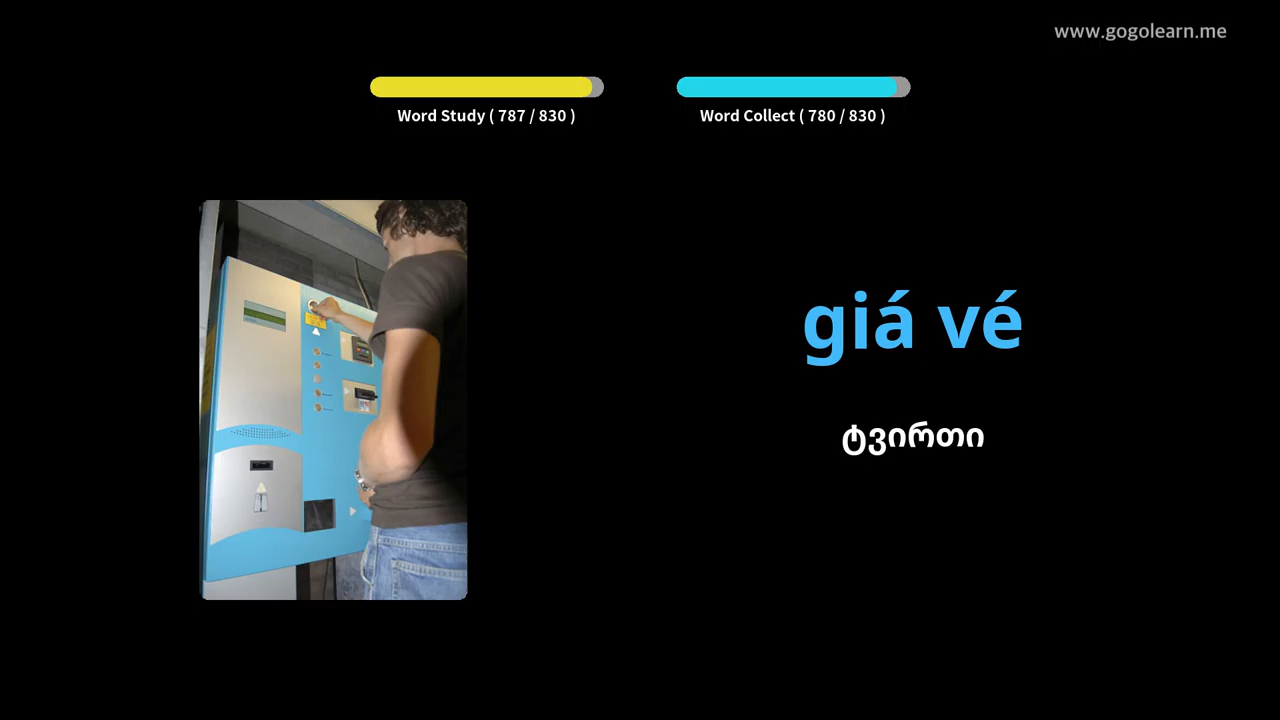 www.gogolearn.me
Word Study ( 787 / 830 )
Word Collect ( 780 / 830 )
giá vé
ტვირთი